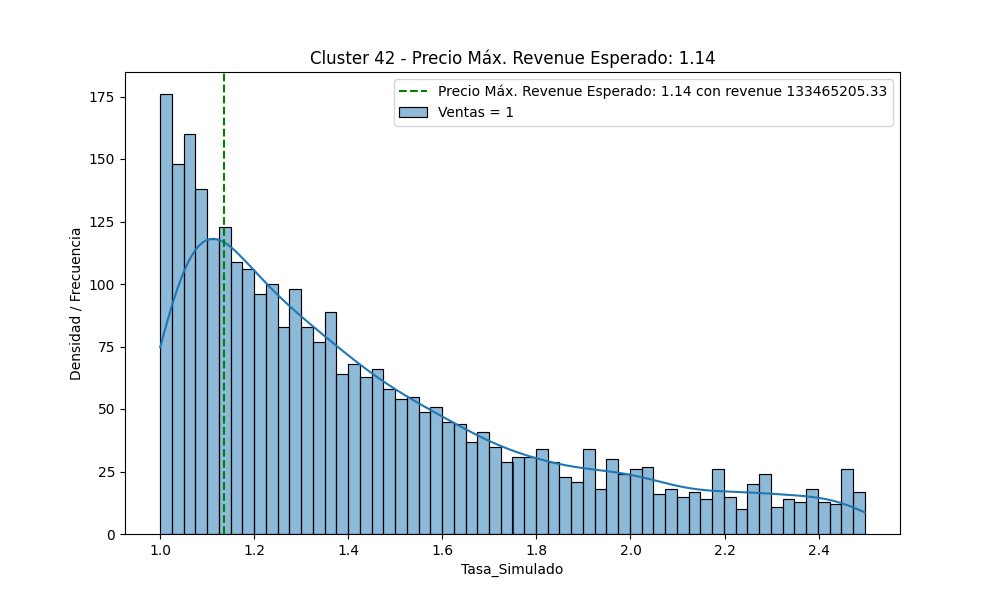 Cluster 42 - Precio Máx. Revenue Esperado: 1.14
Precio Máx. Revenue Esperado: 1.14 con revenue 133465205.33
Ventas = 1
175
150
125
100
75
50
25
0
Densidad / Frecuencia
1.0 1.2 1.4 1.6 1.8 2.0 2.2 2.4
Tasa_Simulado